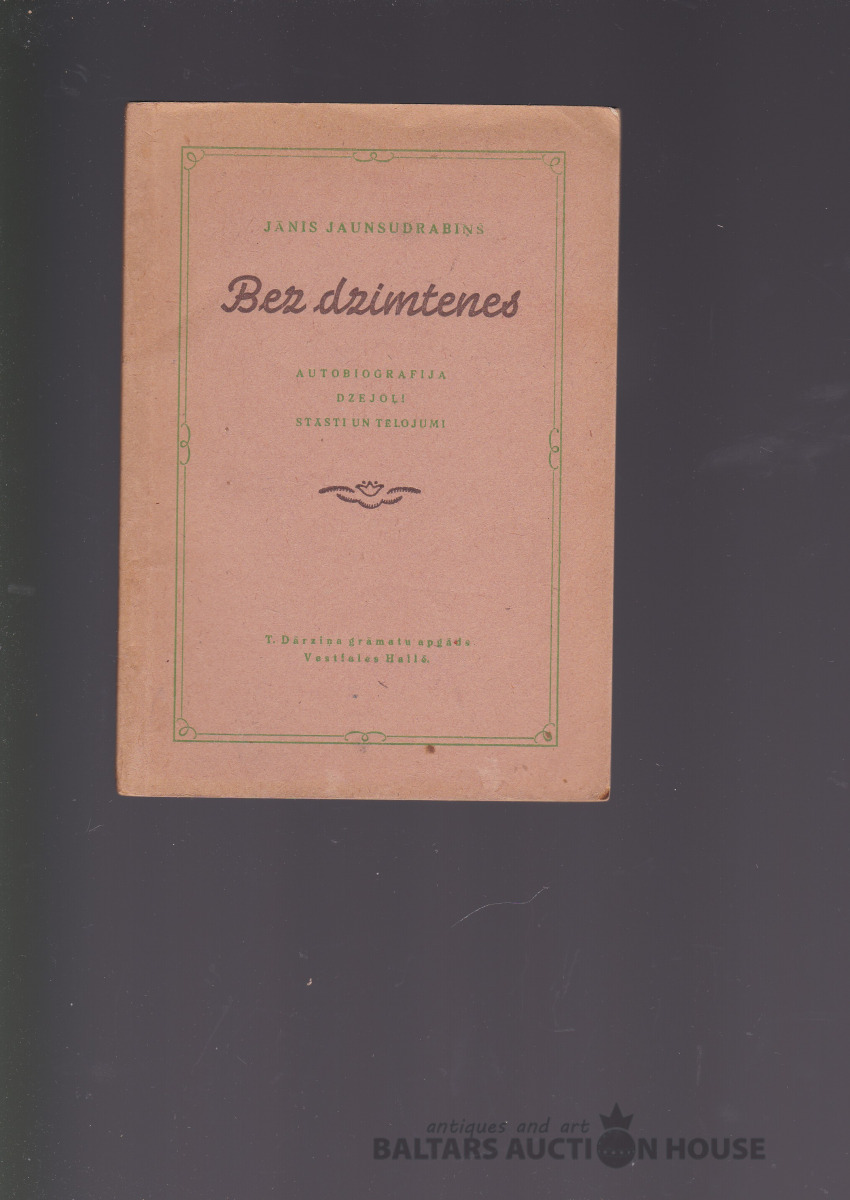 JĀNIS JAUNSUDRABIŅŠ
Bez dzimtenes
AUTOBIOGRAFIJA
DZEJOĻI
STĀSTI UN TĒLOJUMI
T. Dārziņa grāmatu apgāds
Vestfales Hallē.
antiques and art
BALTARS AUCTION HOUSE